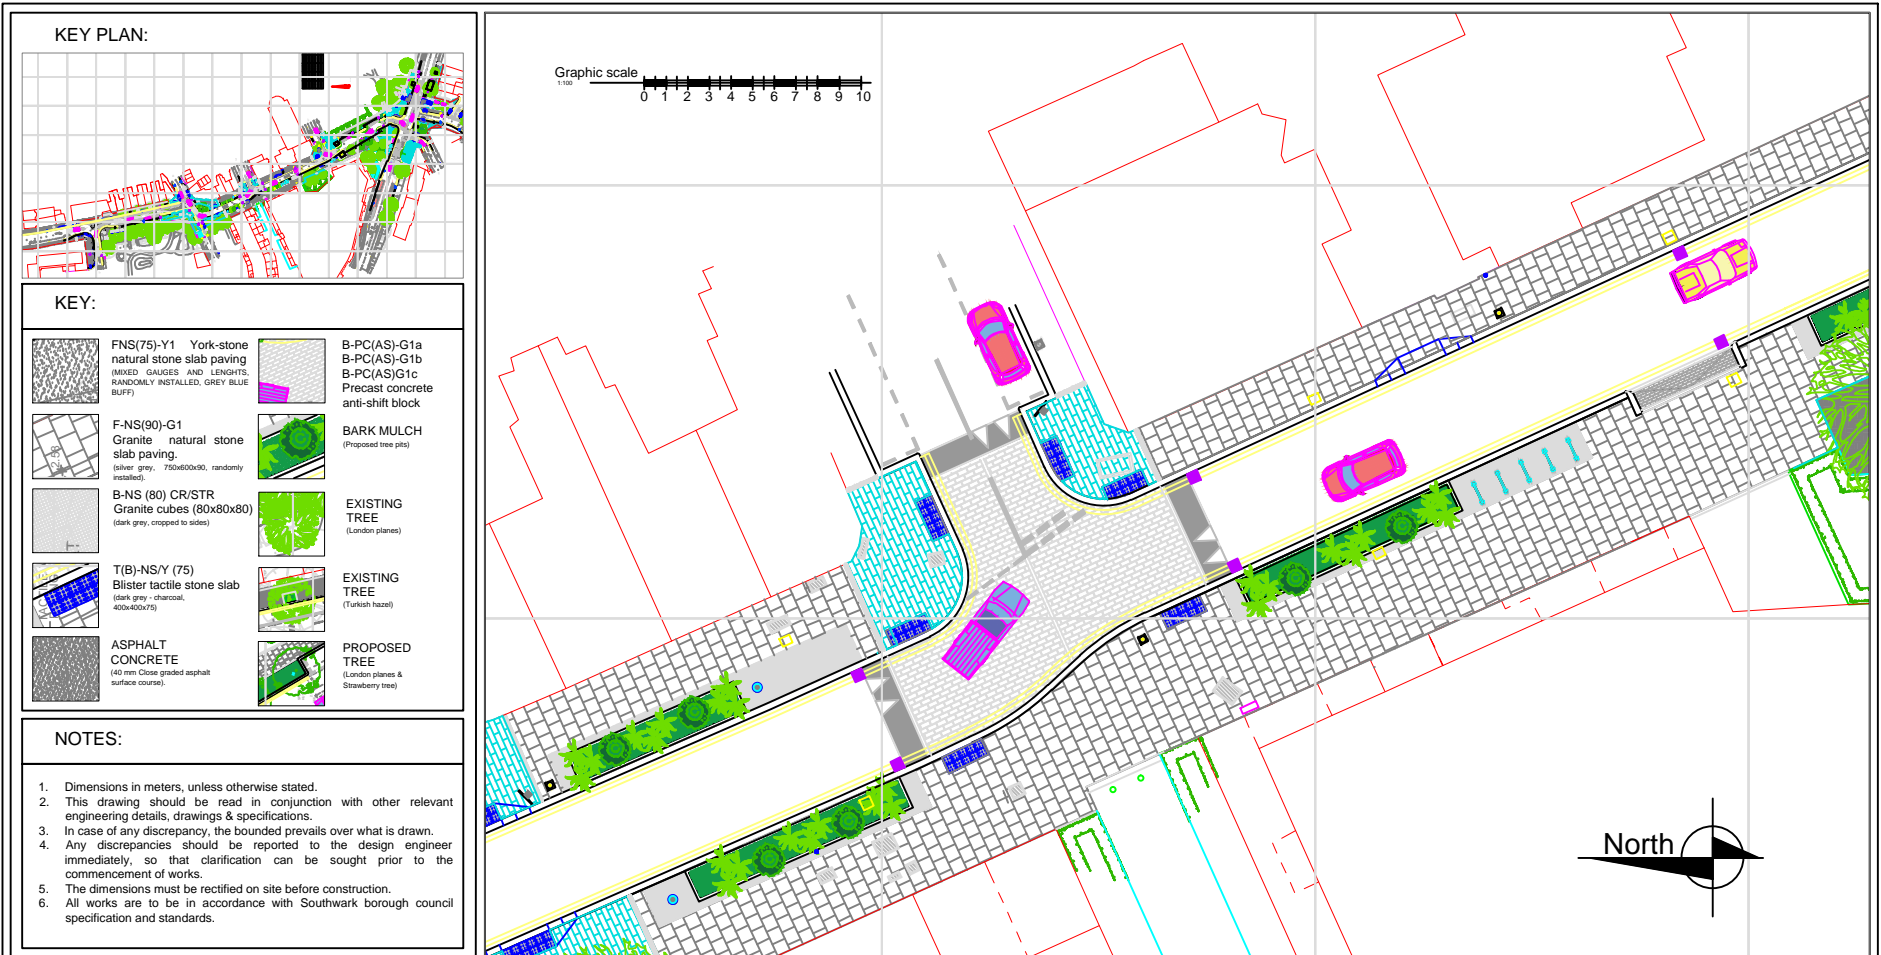 KEY PLAN:
KEY:
FNS(75)-Y1 York-stone
natural stone slab paving
(MIXED GAUGES AND LENGHTS,
RANDOMLY INSTALLED, GREY BLUE
BUFF)
F-NS(90)-G1
Granite natural stone
slab paving.
(silver grey, 750x600x90, randomly
installed).
B-NS (80) CR/STR
Granite cubes (80x80x80)
(dark grey, cropped to sides)
T(B)-NS/Y (75)
Blister tactile stone slab
(dark grey - charcoal,
400x400x75)
ASPHALT
CONCRETE
(40 mm Close graded asphalt
surface course).
B-PC(AS)-G1a
B-PC(AS)-G1b
B-PC(AS)G1c
Precast concrete
anti-shift block
BARK MULCH
(Proposed tree pits)
EXISTING
TREE
(London planes)
EXISTING
TREE
(Turkish hazel)
PROPOSED
TREE
(London planes &
Strawberry tree)
NOTES:
1. Dimensions in meters, unless otherwise stated.
2. This drawing should be read in conjunction with other relevant
engineering details, drawings & specifications.
3. In case of any discrepancy, the bounded prevails over what is drawn.
4. Any discrepancies should be reported to the design engineer
immediately, so that clarification can be sought prior to the
commencement of works.
5. The dimensions must be rectified on site before construction.
6. All works are to be in accordance with Southwark borough council
specification and standards.
Graphic scale
1:100
0 1 2 3 4 5 6 7 8 9 10
North